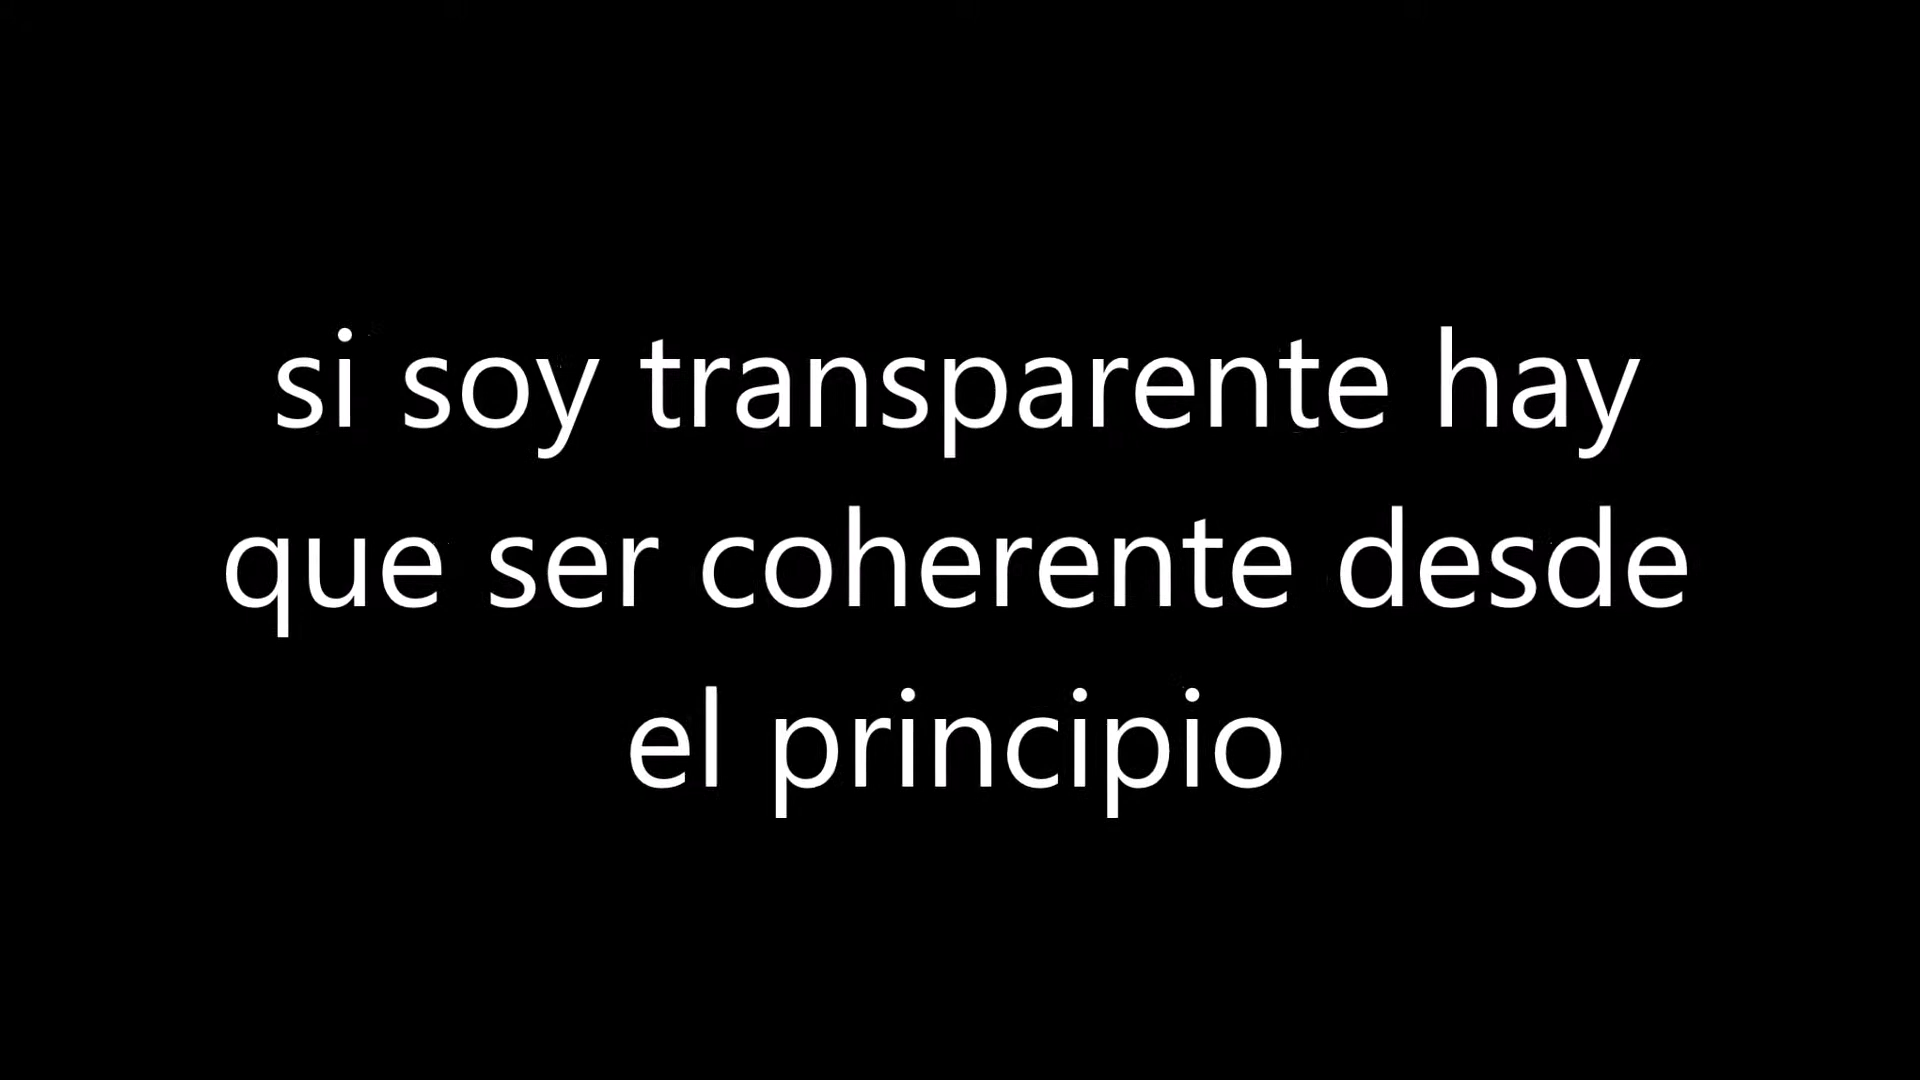 si soy transparente hay
que ser coherente desde
el principio